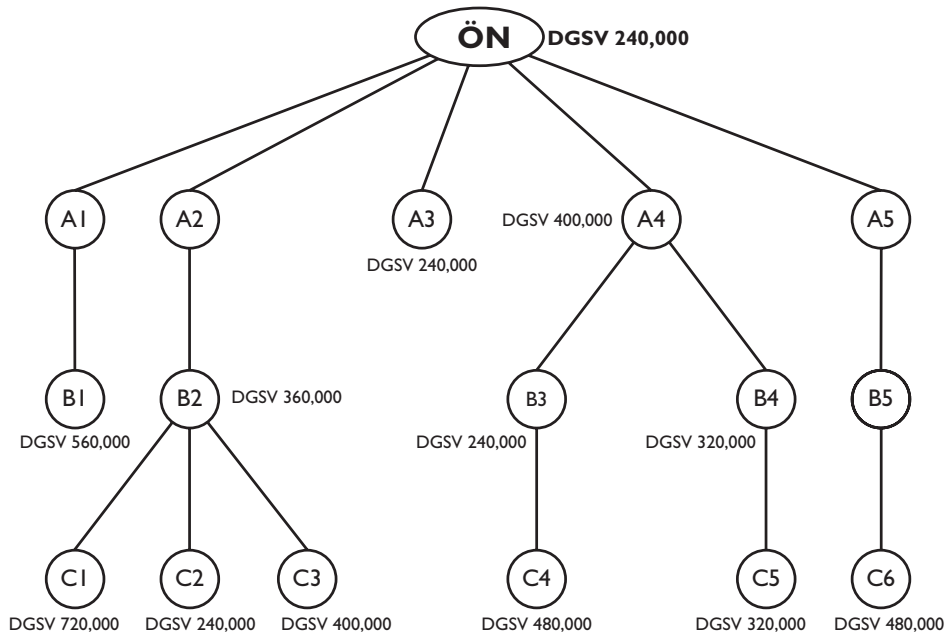 ÖN DGSV 240,000
A1 A2 A3 DGSV 400,000 A4 A5
DGSV 240,000
B1 B2 DGSV 360,000 B3 B4 B5
DGSV 560,000 DGSV 240,000 DGSV 320,000
C1 C2 C3 C4 C5 C6
DGSV 720,000 DGSV 240,000 DGSV 400,000 DGSV 480,000 DGSV 320,000 DGSV 480,000